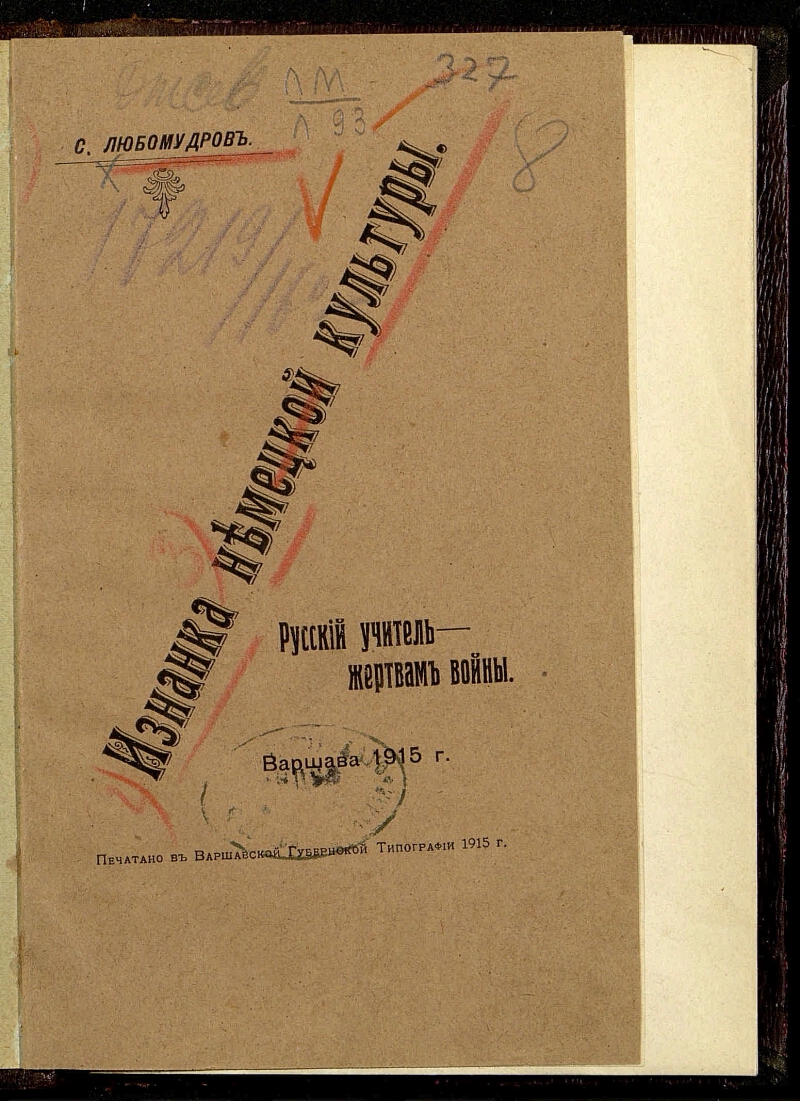 ЛМ
Л 93
327
8
С. ЛЮБОМУДРОВЪ.
17219/
Изнанка нѣмецкой культуры.
Русскій учитель—
жертвамъ войны.
Варшава 1915 г.
Печатано въ Варшавской Губернской Типографіи 1915 г.